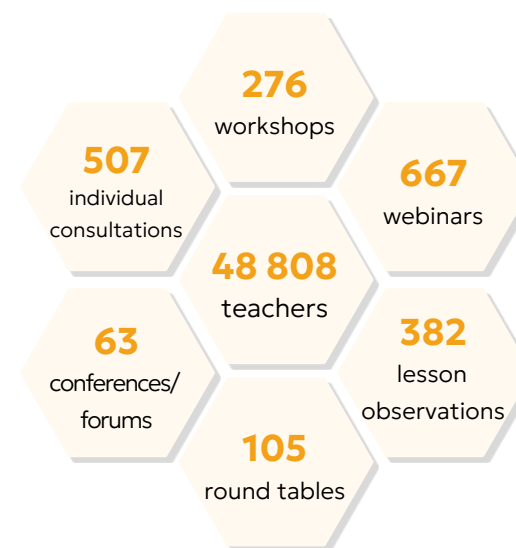 276
workshops
507
individual
consultations
667
webinars
48 808
teachers
63
conferences/
forums
382
lesson
observations
105
round tables